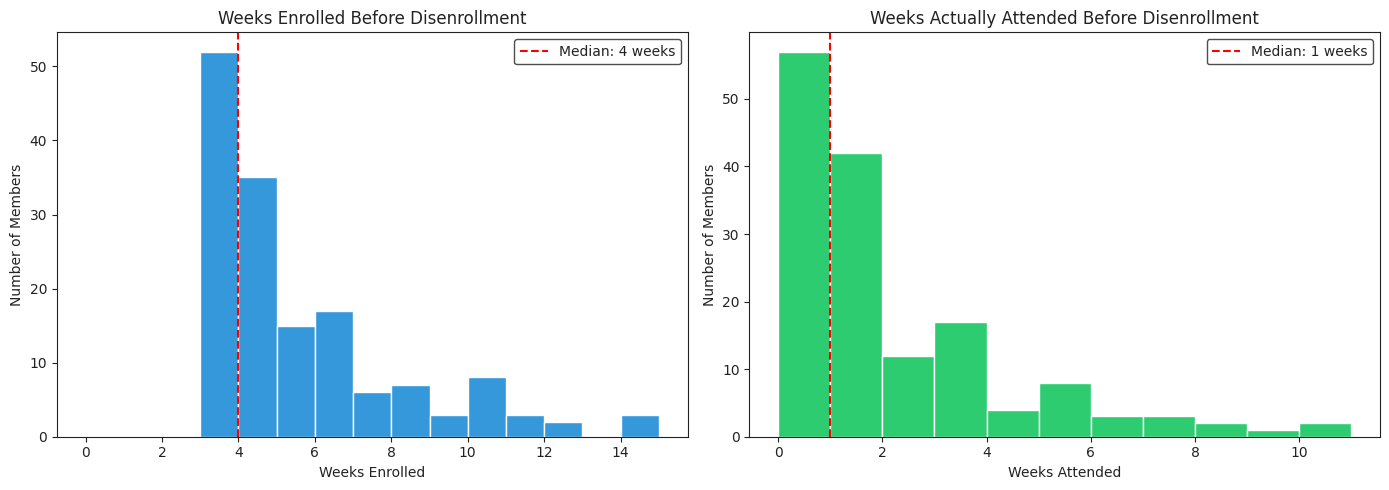 Weeks Enrolled Before Disenrollment
Median: 4 weeks
Number of Members
50
40
30
20
10
0
0 2 4 6 8 10 12 14
Weeks Enrolled
Weeks Actually Attended Before Disenrollment
Median: 1 weeks
Number of Members
50
40
30
20
10
0
0 2 4 6 8 10
Weeks Attended